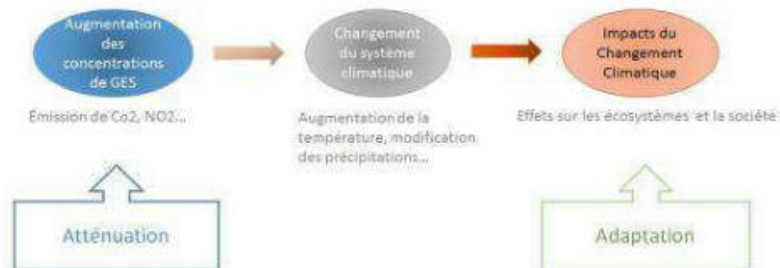 Augmentation
des
concentrations
de GES
Changement
du système
climatique
Impacts du
Changement
Climatique
Émission de Co2, NO2...
Augmentation de la
température, modification
des précipitations...
Effets sur les écosystèmes et la société
Atténuation
Adaptation